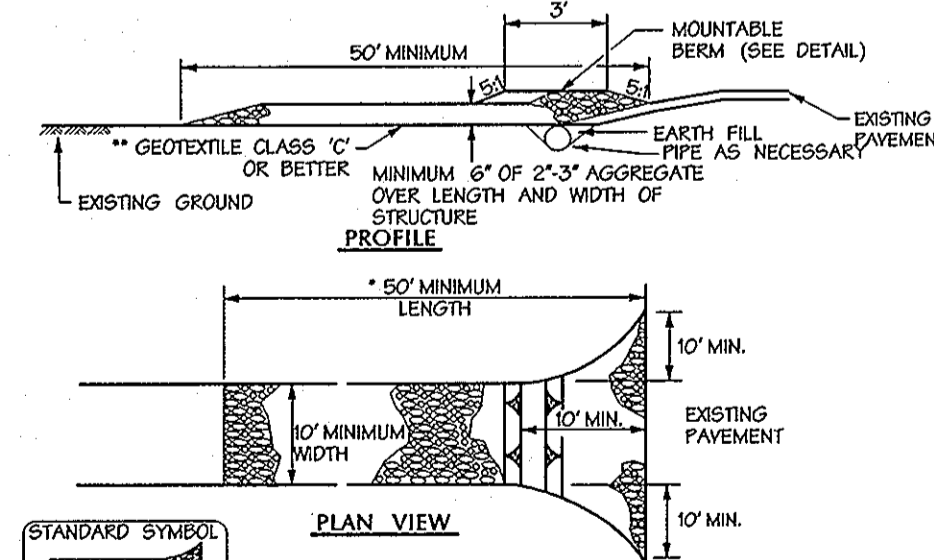 3'
MOUNTABLE
BERM (SEE DETAIL)
50' MINIMUM
5:1
5:1
EXISTING
PAVEMENT
** GEOTEXTILE CLASS 'C'
OR BETTER
EARTH FILL
PIPE AS NECESSARY
MINIMUM 6" OF 2"-3" AGGREGATE
OVER LENGTH AND WIDTH OF
STRUCTURE
EXISTING GROUND
PROFILE
* 50' MINIMUM
LENGTH
10' MIN.
10' MINIMUM
WIDTH
10' MIN.
EXISTING
PAVEMENT
10' MIN.
PLAN VIEW
STANDARD SYMBOL